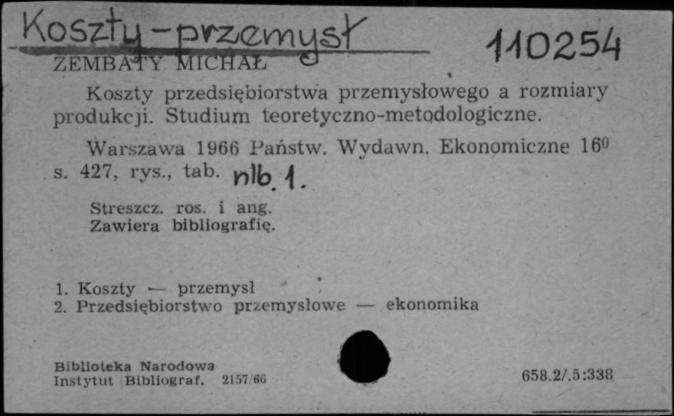 Koszty - przemysł
110254
ZEMBATY MICHAŁ
Koszty przedsiębiorstwa przemysłowego a rozmiary
produkcji. Studium teoretyczno-metodologiczne.
Warszawa 1966 Państw. Wydawn. Ekonomiczne 16⁰
s. 427, rys., tab. nlb. 1.
Streszcz. ros. i ang.
Zawiera bibliografię.
1. Koszty — przemysł
2. Przedsiębiorstwo przemysłowe — ekonomika
Biblioteka Narodowa
Instytut Bibliograf. 2157/66
658.2/.5:338